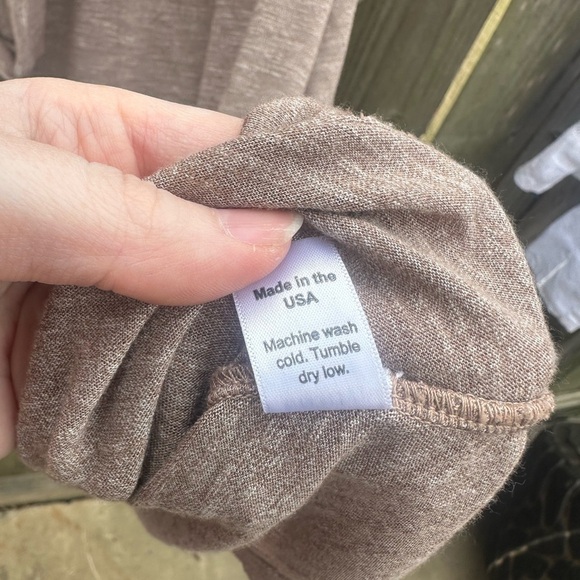 Made in the
USA
Machine wash
cold. Tumble
dry low.